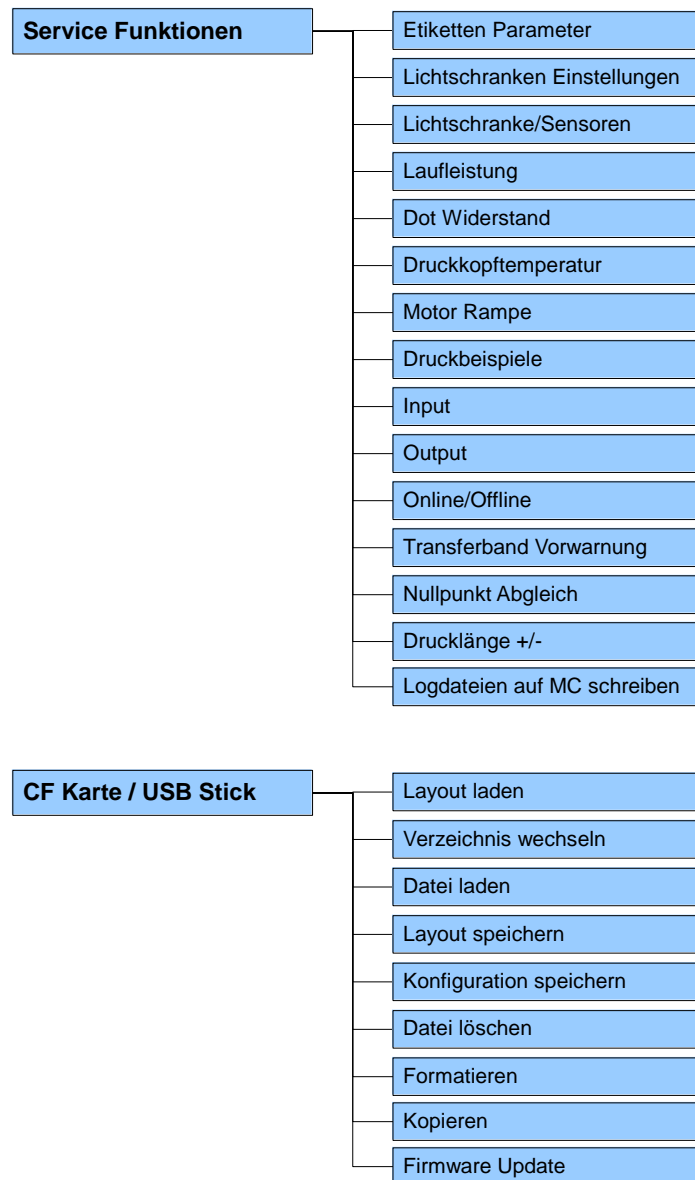 Service Funktionen
Etiketten Parameter
Lichtschranken Einstellungen
Lichtschranke/Sensoren
Laufleistung
Dot Widerstand
Druckkopftemperatur
Motor Rampe
Druckbeispiele
Input
Output
Online/Offline
Transferband Vorwarnung
Nullpunkt Abgleich
Drucklänge +/-
Logdateien auf MC schreiben
CF Karte / USB Stick
Layout laden
Verzeichnis wechseln
Datei laden
Layout speichern
Konfiguration speichern
Datei löschen
Formatieren
Kopieren
Firmware Update